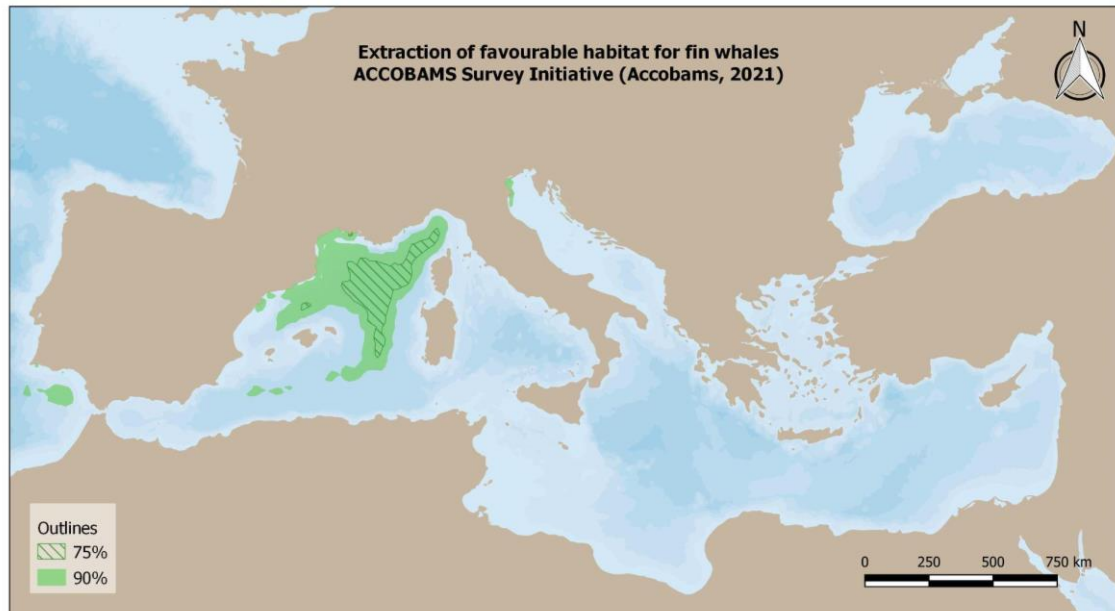 Extraction of favourable habitat for fin whales
ACCOBAMS Survey Initiative (Accobams, 2021)
N
Outlines
75%
90%
0 250 500 750 km